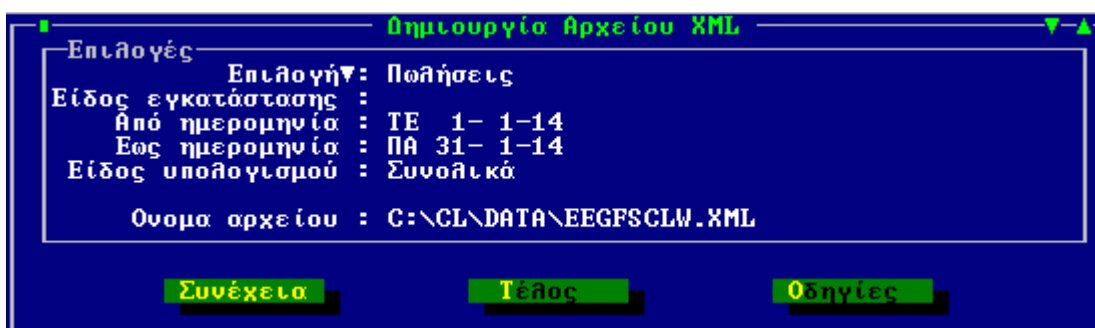 Δημιουργία Αρχείου XML
Επιλογές
Επιλογή▼: Πωλήσεις
Είδος εγκατάστασης :
Από ημερομηνία : ΤΕ 1- 1-14
Εως ημερομηνία : ΠΑ 31- 1-14
Είδος υπολογισμού : Συνολικά
Ονομα αρχείου : C:\CL\DATA\EEGFSCLW.XML
Συνέχεια Τέλος Οδηγίες